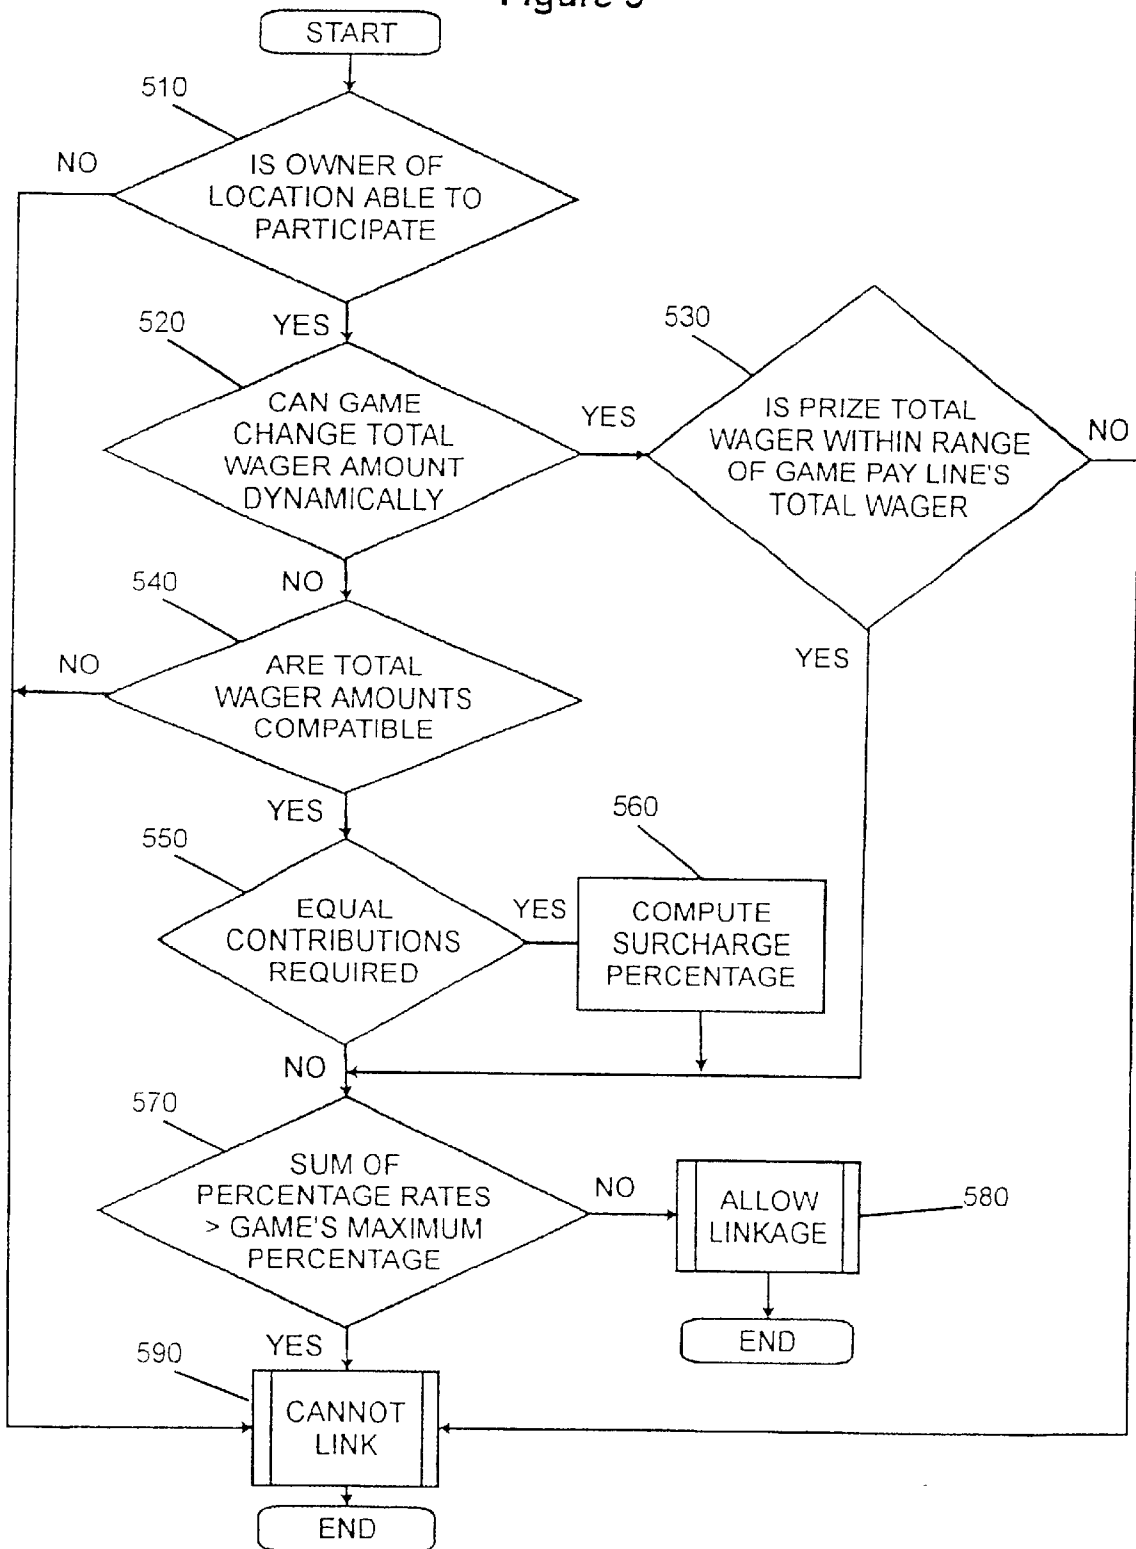 START
510
NO
IS OWNER OF
LOCATION ABLE TO
PARTICIPATE
YES
520
CAN GAME
CHANGE TOTAL
WAGER AMOUNT
DYNAMICALLY
YES
530
IS PRIZE TOTAL
WAGER WITHIN RANGE
OF GAME PAY LINE'S
TOTAL WAGER
NO
YES
NO
540
NO
ARE TOTAL
WAGER AMOUNTS
COMPATIBLE
YES
550
EQUAL
CONTRIBUTIONS
REQUIRED
YES
560
COMPUTE
SURCHARGE
PERCENTAGE
NO
570
SUM OF
PERCENTAGE RATES
> GAME'S MAXIMUM
PERCENTAGE
NO
ALLOW
LINKAGE
580
END
YES
590
CANNOT
LINK
END